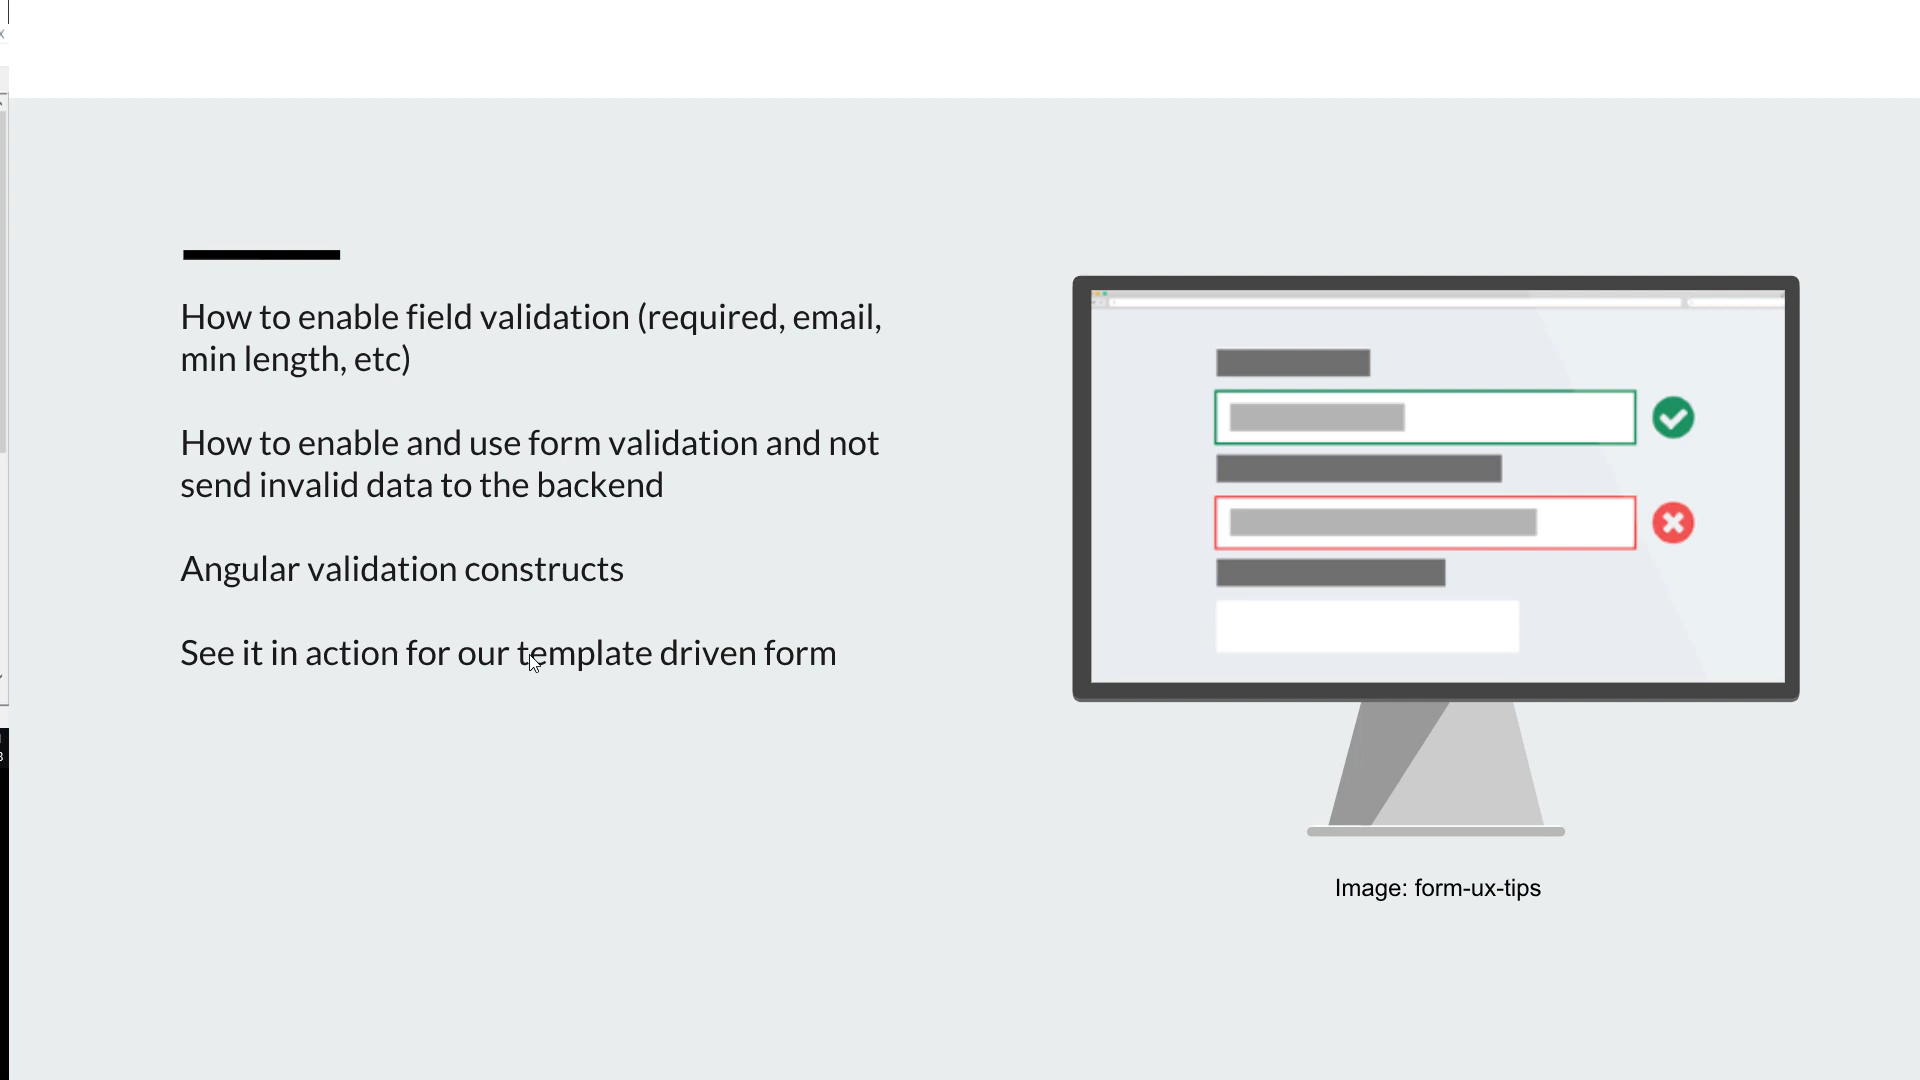 How to enable field validation (required, email,
min length, etc)
How to enable and use form validation and not
send invalid data to the backend
Angular validation constructs
See it in action for our template driven form
Image: form-ux-tips